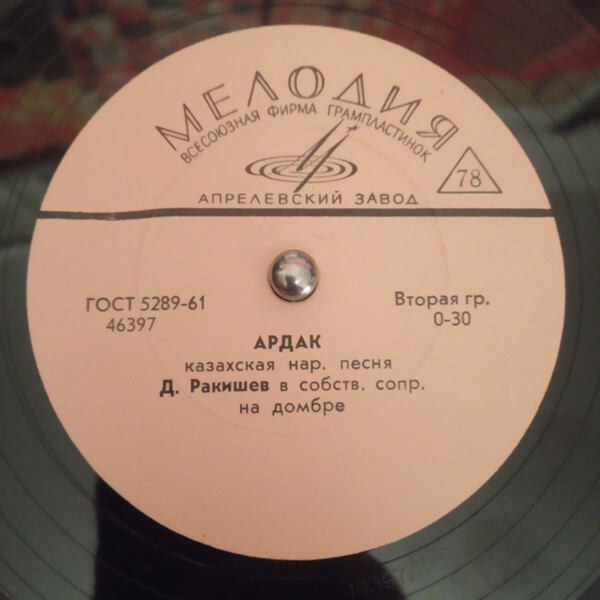 МЕЛОДИЯ
ВСЕСОЮЗНАЯ ФИРМА ГРАМПЛАСТИНОК
78
АПРЕЛЕВСКИЙ ЗАВОД
ГОСТ 5289-61
46397
Вторая гр.
0-30
АРДАК
казахская нар. песня
Д. Ракишев в собств. сопр.
на домбре